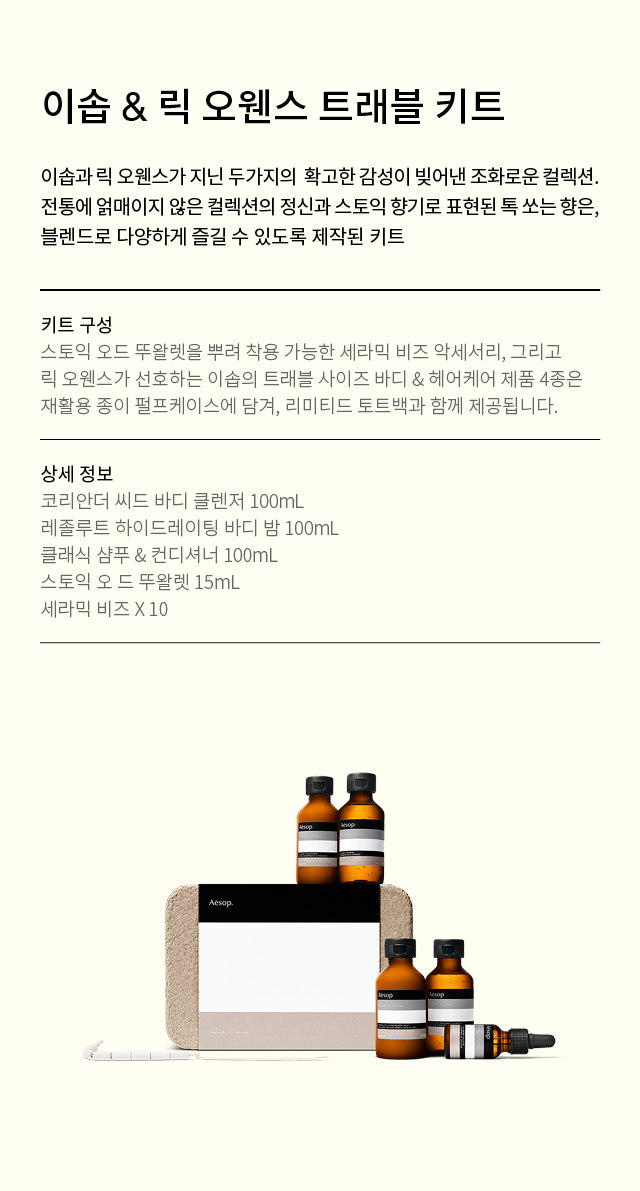 이솝 & 릭 오웬스 트래블 키트
이솝과 릭 오웬스가 지닌 두가지의 확고한 감성이 빚어낸 조화로운 컬렉션.
전통에 얽매이지 않은 컬렉션의 정신과 스토익 향기로 표현된 톡 쏘는 향은,
블렌드로 다양하게 즐길 수 있도록 제작된 키트
키트 구성
스토익 오드 뚜왈렛을 뿌려 착용 가능한 세라믹 비즈 악세서리, 그리고
릭 오웬스가 선호하는 이솝의 트래블 사이즈 바디 & 헤어케어 제품 4종은
재활용 종이 펄프케이스에 담겨, 리미티드 토트백과 함께 제공됩니다.
상세 정보
코리안더 씨드 바디 클렌저 100mL
레졸루트 하이드레이팅 바디 밤 100mL
클래식 샴푸 & 컨디셔너 100mL
스토익 오 드 뚜왈렛 15mL
세라믹 비즈 X 10
Aēsop
Aēsop
Aēsop.
Aēsop
Aēsop
Aēsop